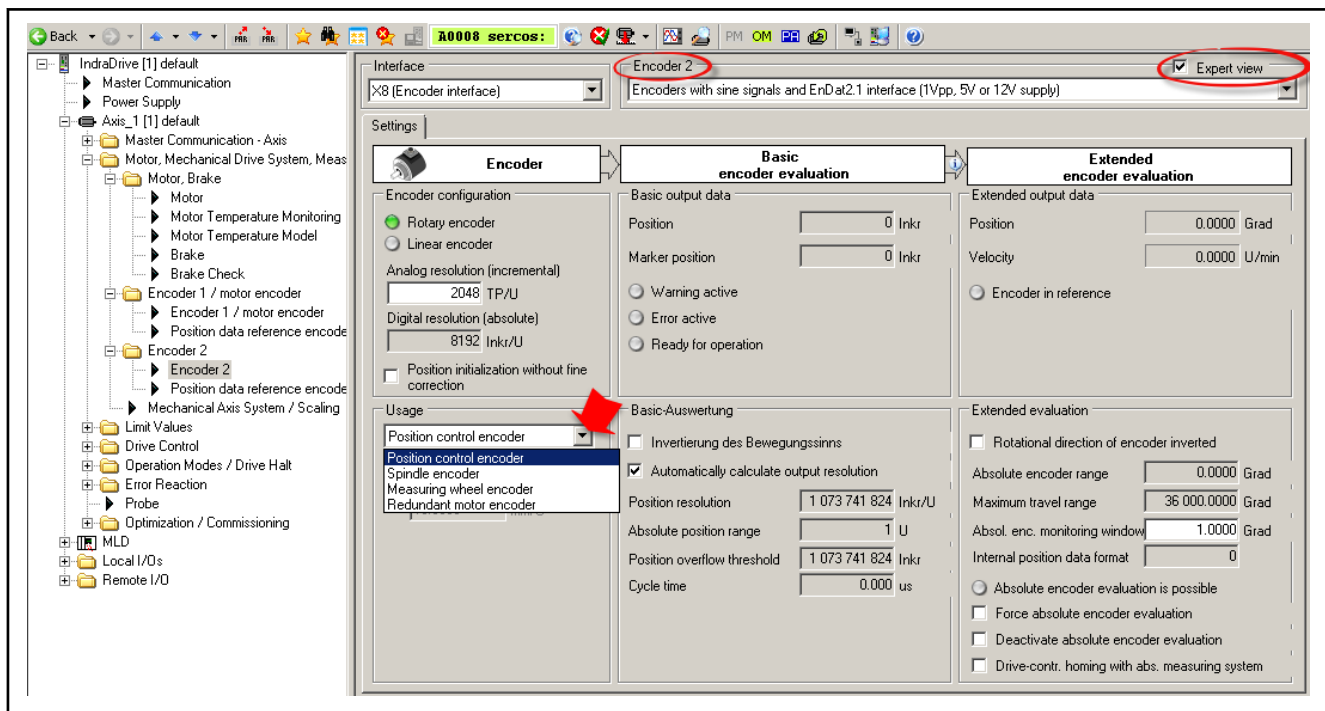 Back
A0008 sercos:
PM OM PA
IndraDrive [1] default
Master Communication
Power Supply
Axis_1 [1] default
Master Communication - Axis
Motor, Mechanical Drive System, Meas
Motor, Brake
Motor
Motor Temperature Monitoring
Motor Temperature Model
Brake
Brake Check
Encoder 1 / motor encoder
Encoder 1 / motor encoder
Position data reference encode
Encoder 2
Encoder 2
Position data reference encode
Mechanical Axis System / Scaling
Limit Values
Drive Control
Operation Modes / Drive Halt
Error Reaction
Probe
Optimization / Commissioning
MLD
Local I/Os
Remote I/O
Interface
X8 (Encoder interface)
Encoder 2
Expert view
Encoders with sine signals and EnDat2.1 interface (1Vpp, 5V or 12V supply)
Settings
Encoder
Basic
encoder evaluation
Extended
encoder evaluation
Encoder configuration
Rotary encoder
Linear encoder
Analog resolution (incremental)
2048 TP/U
Digital resolution (absolute)
8192 Inkr/U
Position initialization without fine
correction
Usage
Position control encoder
Position control encoder
Spindle encoder
Measuring wheel encoder
Redundant motor encoder
Basic output data
Position 0 Inkr
Marker position 0 Inkr
Warning active
Error active
Ready for operation
Basic-Auswertung
Invertierung des Bewegungssinns
Automatically calculate output resolution
Position resolution 1 073 741 824 Inkr/U
Absolute position range 1 U
Position overflow threshold 1 073 741 824 Inkr
Cycle time 0.000 us
Extended output data
Position 0.0000 Grad
Velocity 0.0000 U/min
Encoder in reference
Extended evaluation
Rotational direction of encoder inverted
Absolute encoder range 0.0000 Grad
Maximum travel range 36 000.0000 Grad
Absol. enc. monitoring window 1.0000 Grad
Internal position data format 0
Absolute encoder evaluation is possible
Force absolute encoder evaluation
Deactivate absolute encoder evaluation
Drive-contr. homing with abs. measuring system